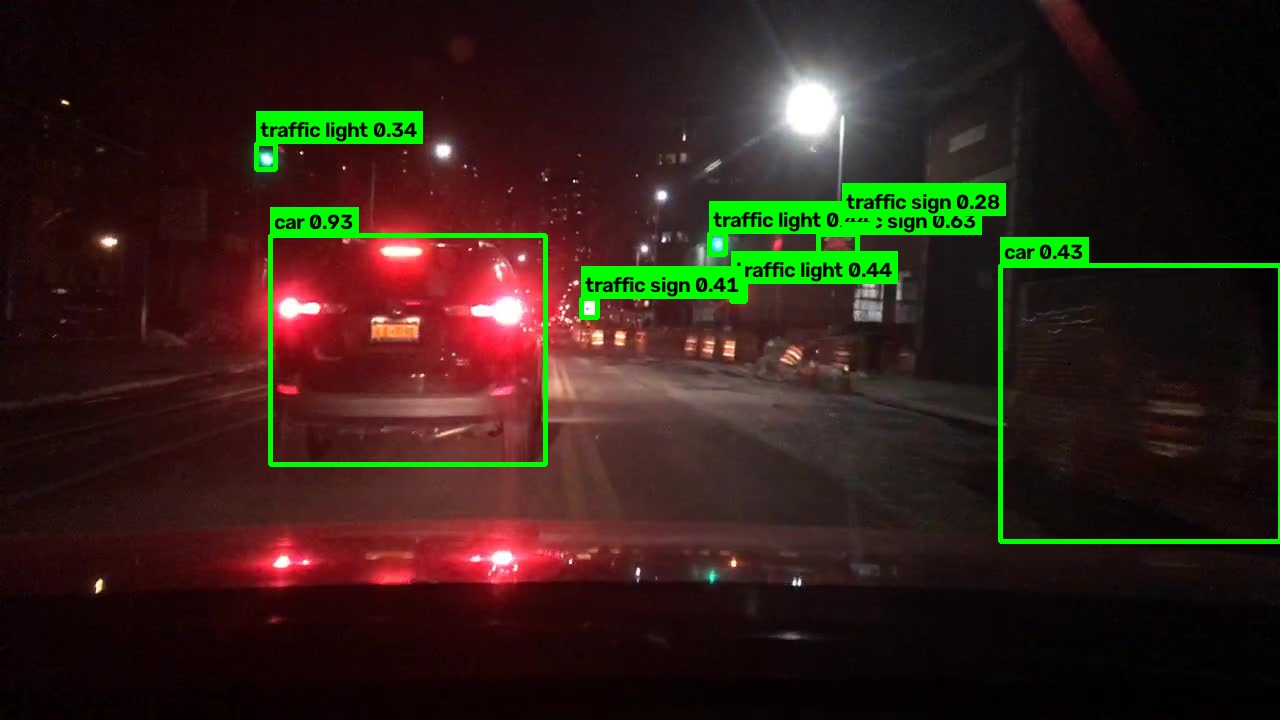 traffic light 0.34
traffic sign 0.28
car 0.93
traffic light 0.
sign 0.63
car 0.43
traffic light 0.44
traffic sign 0.41